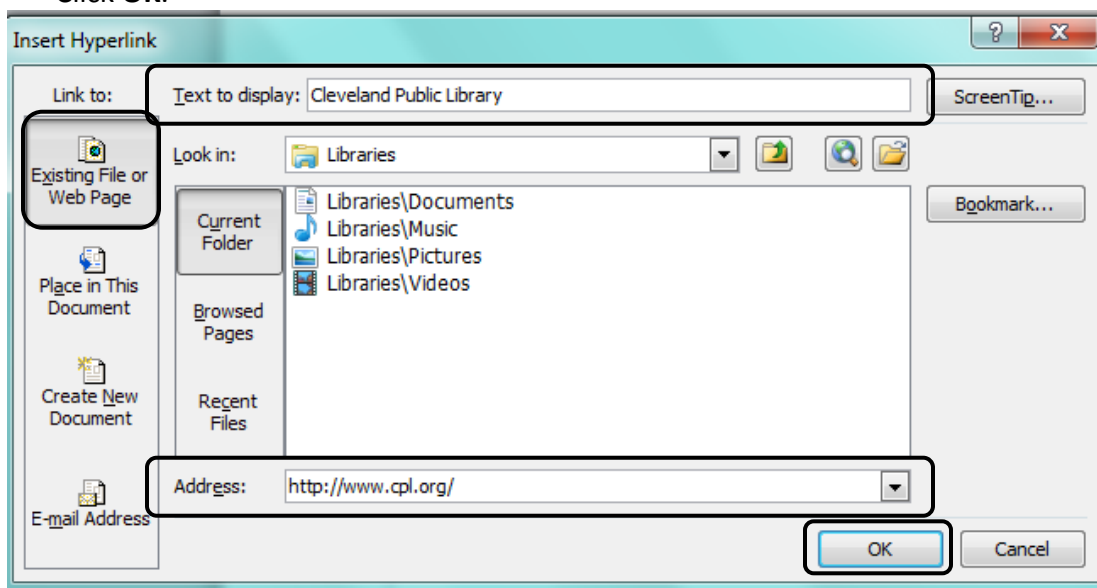 Click OK.
Insert Hyperlink
Link to:
Text to display: Cleveland Public Library
ScreenTip...
Existing File or
Web Page
Look in: Libraries
Current
Folder
Libraries\Documents
Libraries\Music
Libraries\Pictures
Libraries\Videos
Bookmark...
Place in This
Document
Browsed
Pages
Create New
Document
Recent
Files
Address: http://www.cpl.org/
E-mail Address
OK
Cancel